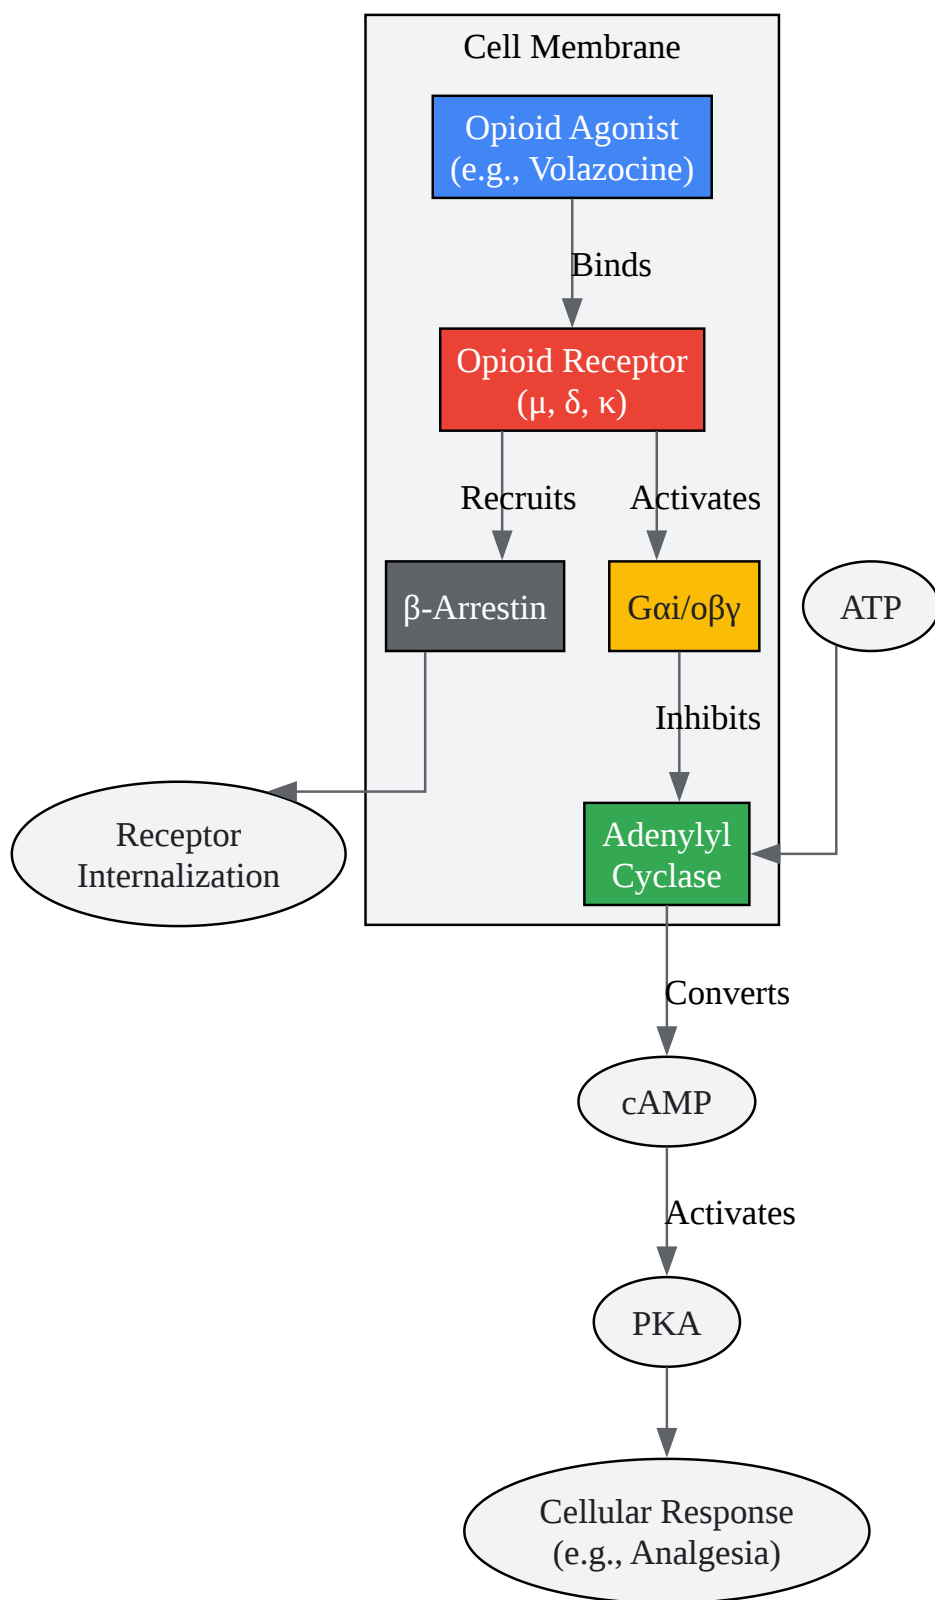 Cell Membrane
Opioid Agonist
(e.g., Volazocine)
Binds
Opioid Receptor
(μ, δ, κ)
Recruits
Activates
β-Arrestin
Gαi/oβγ
ATP
Inhibits
Receptor
Internalization
Adenylyl
Cyclase
Converts
cAMP
Activates
PKA
Cellular Response
(e.g., Analgesia)